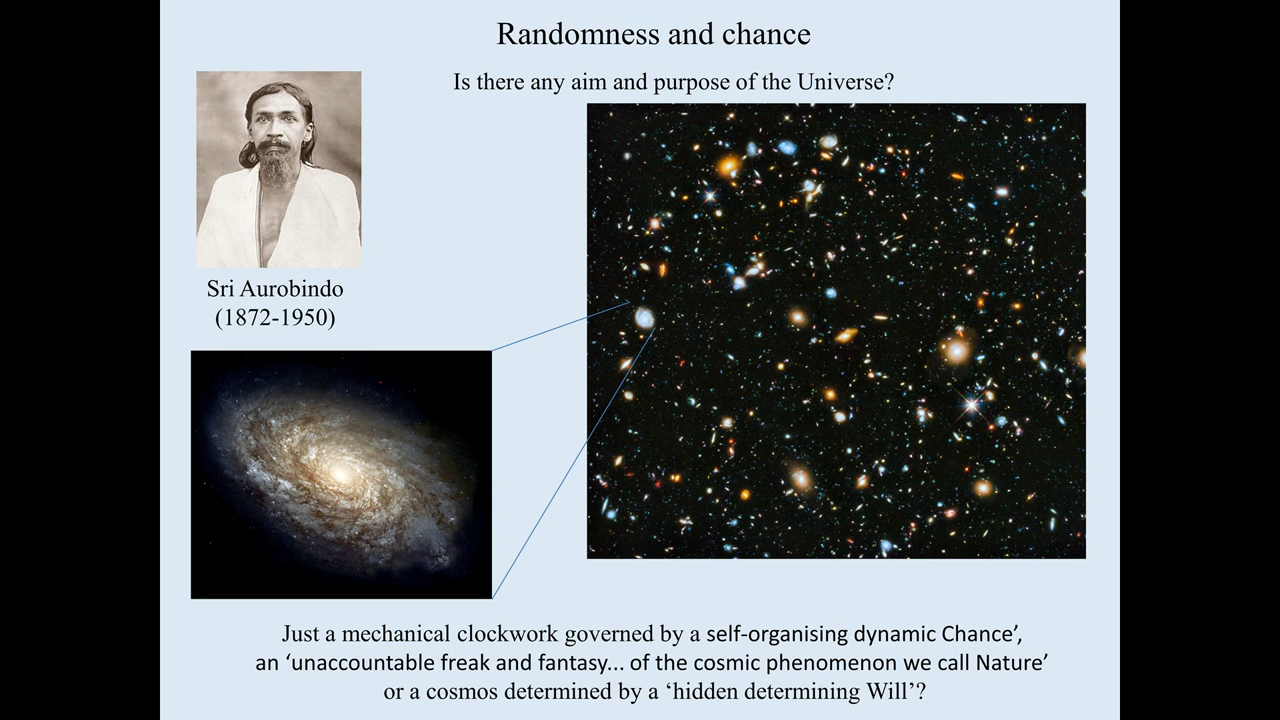 Randomness and chance
Is there any aim and purpose of the Universe?
Sri Aurobindo
(1872-1950)
Just a mechanical clockwork governed by a self-organising dynamic Chance’,
an ‘unaccountable freak and fantasy... of the cosmic phenomenon we call Nature’
or a cosmos determined by a ‘hidden determining Will’?